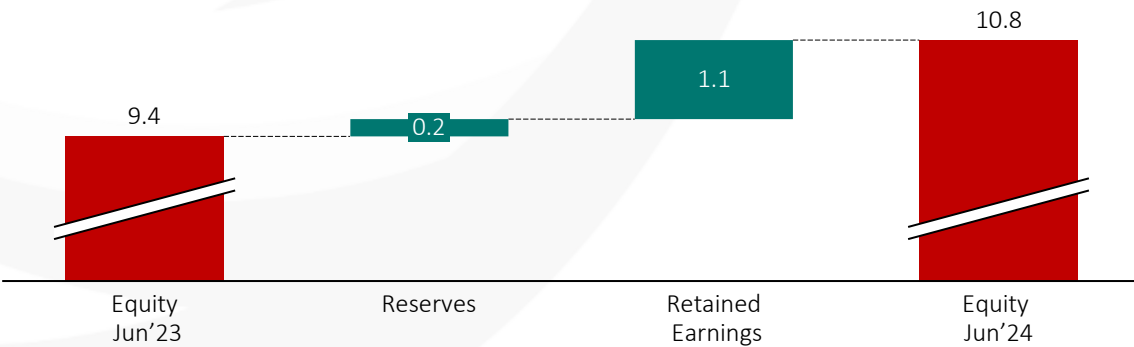 10.8
1.1
9.4
0.2
Equity
Jun’23
Reserves
Retained
Earnings
Equity
Jun’24